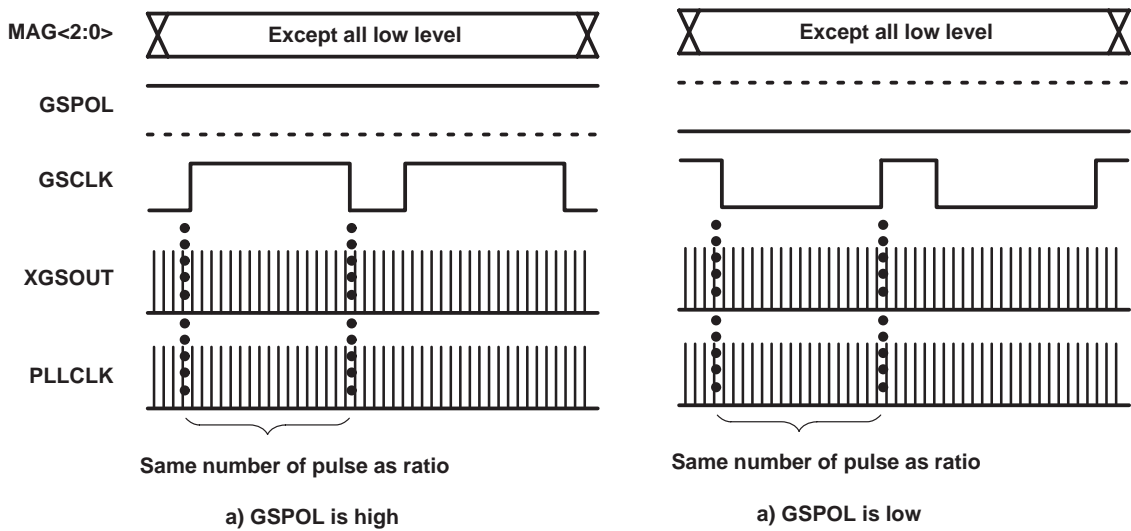 MAG<2:0>
Except all low level
GSPOL
GSCLK
XGSOUT
PLLCLK
Same number of pulse as ratio
a) GSPOL is high
Except all low level
Same number of pulse as ratio
a) GSPOL is low